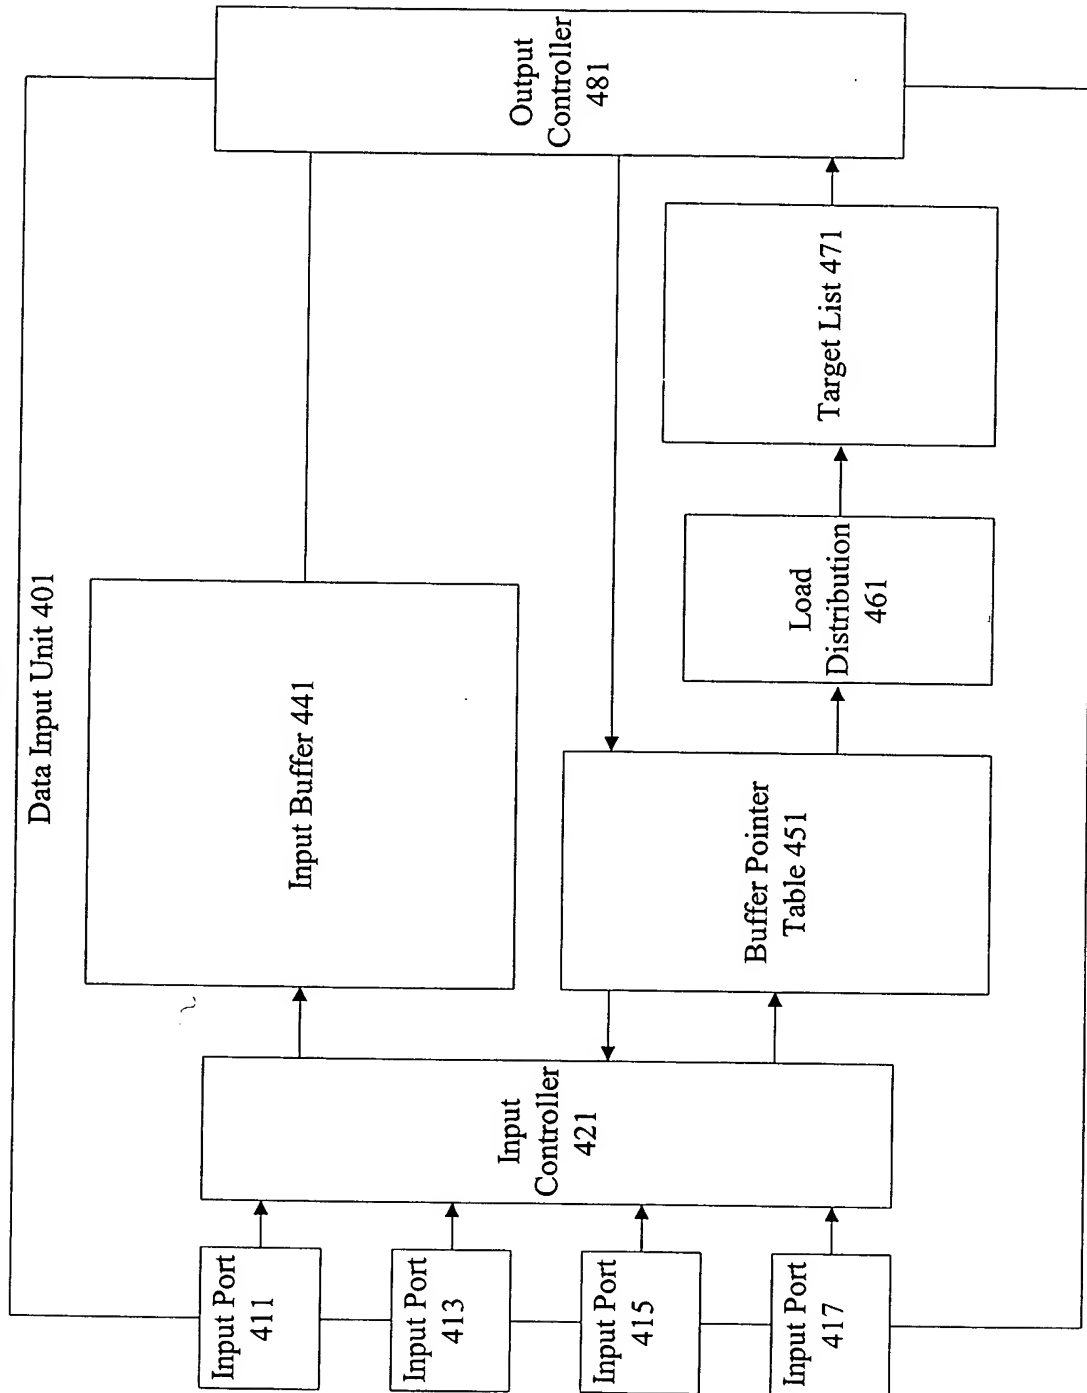 Data Input Unit 401
Input Port
411
Input Port
413
Input Port
415
Input Port
417
Input
Controller
421
Input Buffer 441
Buffer Pointer
Table 451
Load
Distribution
461
Target List 471
Output
Controller
481